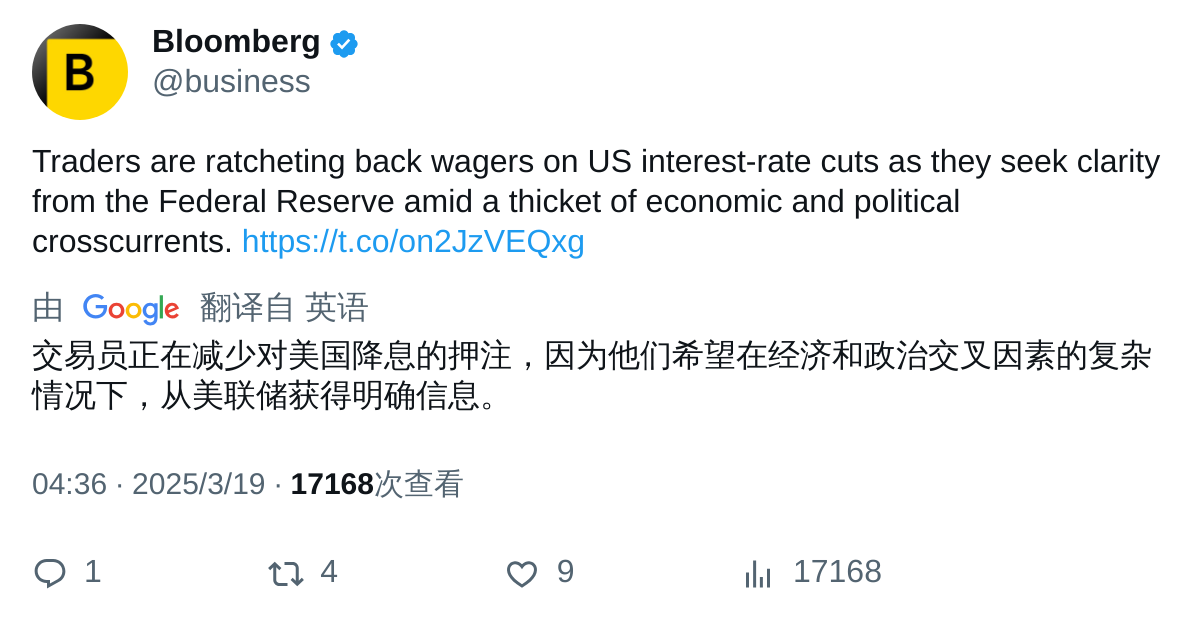 B
Bloomberg
@business
Traders are ratcheting back wagers on US interest-rate cuts as they seek clarity
from the Federal Reserve amid a thicket of economic and political
crosscurrents. https://t.co/on2JzVEQxg
由 Google 翻译自 英语
交易员正在减少对美国降息的押注，因为他们希望在经济和政治交叉因素的复杂
情况下，从美联储获得明确信息。
04:36 · 2025/3/19 · 17168次查看
1 4 9 17168